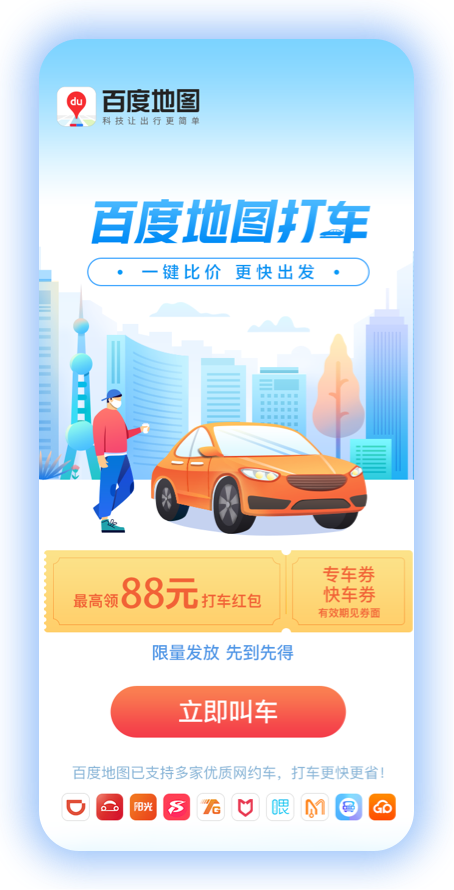 du
百度地图
科技让出行更简单
百度地图打车
• 一键比价 更快出发 •
最高领88元打车红包
专车券
快车券
有效期见券面
限量发放 先到先得
立即叫车
百度地图已支持多家优质网约车，打车更快更省！
阳光
TG
喂